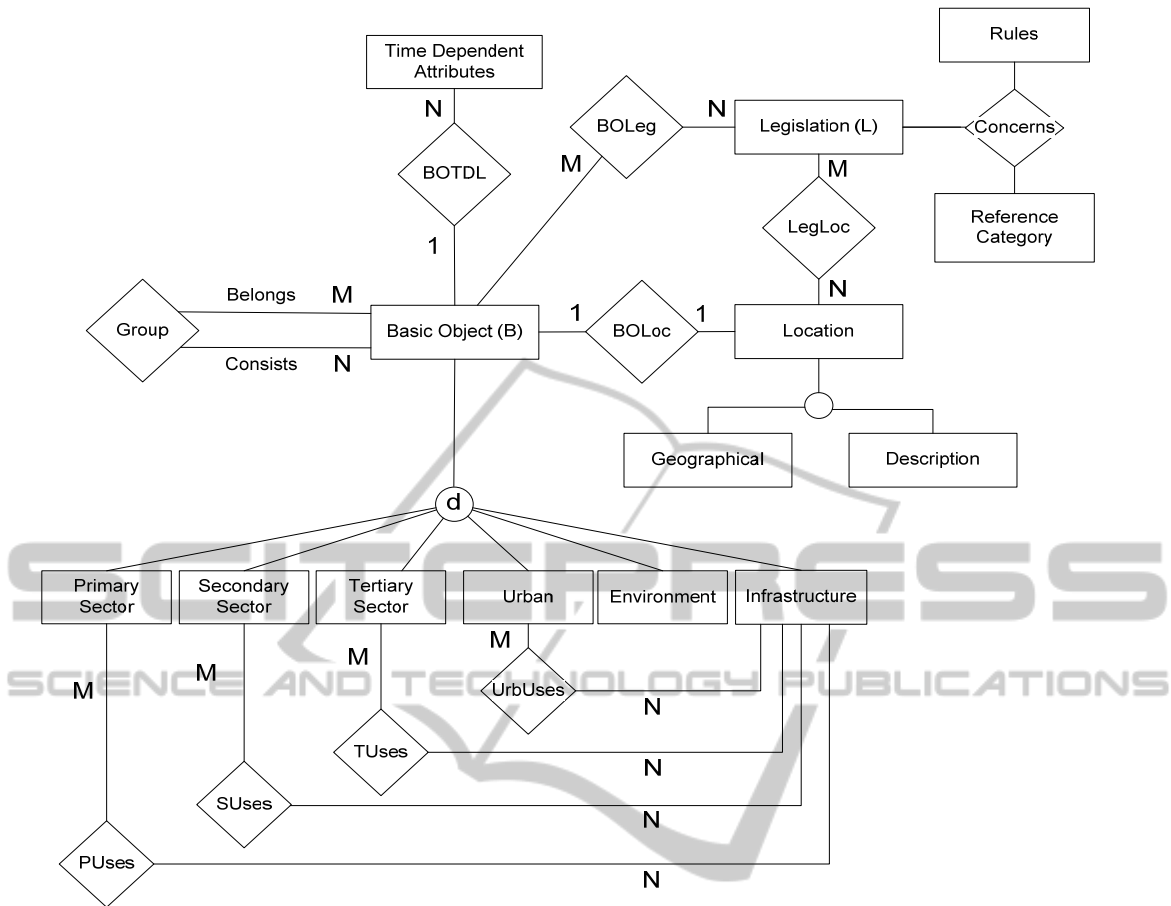 Rules
Time Dependent
Attributes
N
BOLeg
N
Legislation (L)
Concerns
M
M
BOTDL
LegLoc
Reference
Category
1
Belongs
M
N
Group
Basic Object (B)
1
BOLoc
1
Location
Consists
N
Geographical
Description
d
SCITEPRESS
Primary
Sector
Secondary
Sector
Tertiary
Sector
Urban
Environment
Infrastructure
M
M
M
M
SCIENCE AND TECHNOLOGY PUBLICATIONS
UrbUses
N
TUses
N
SUses
N
PUses
N